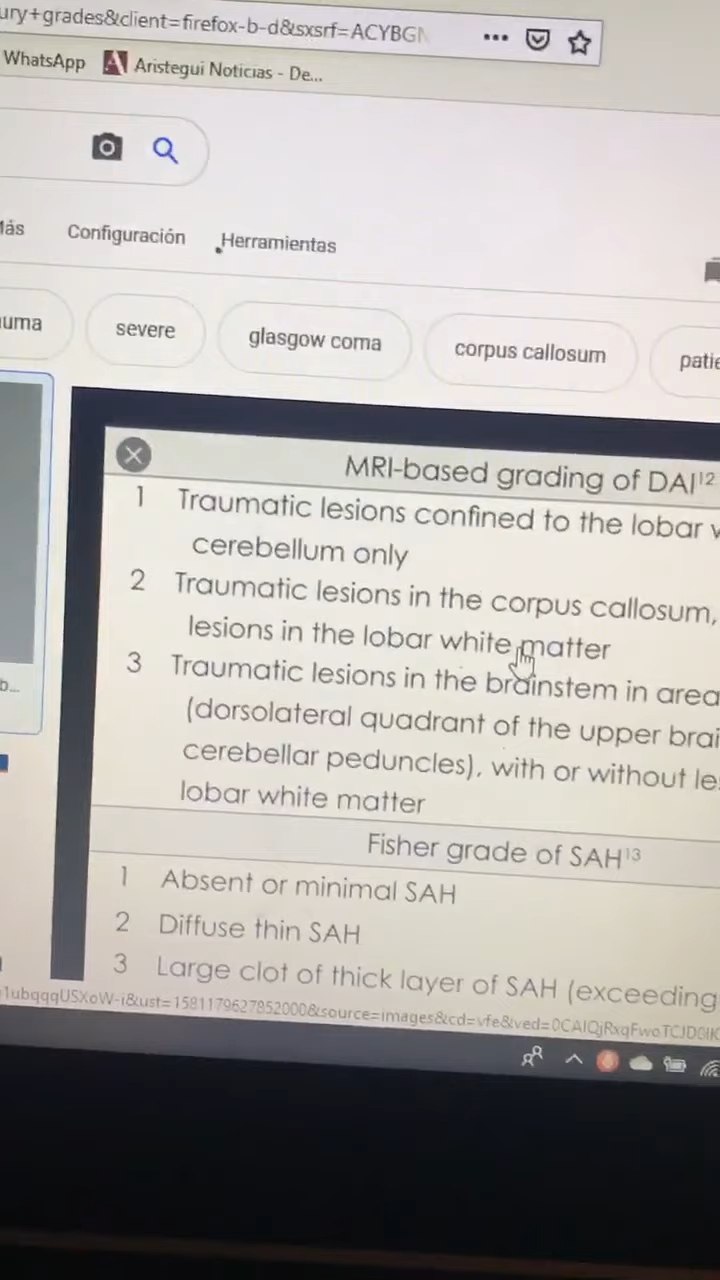 ury+grades&client=firefox-b-d&sxsrf=ACYBGN
WhatsApp Aristegui Noticias - De...
Más Configuración Herramientas
uma severe glasgow coma corpus callosum patie
MRI-based grading of DAI12
1 Traumatic lesions confined to the lobar w
cerebellum only
2 Traumatic lesions in the corpus callosum,
lesions in the lobar white matter
3 Traumatic lesions in the brainstem in area
(dorsolateral quadrant of the upper brai
b...
cerebellar peduncles), with or without le
lobar white matter
Fisher grade of SAH13
1 Absent or minimal SAH
2 Diffuse thin SAH
3 Large clot of thick layer of SAH (exceeding